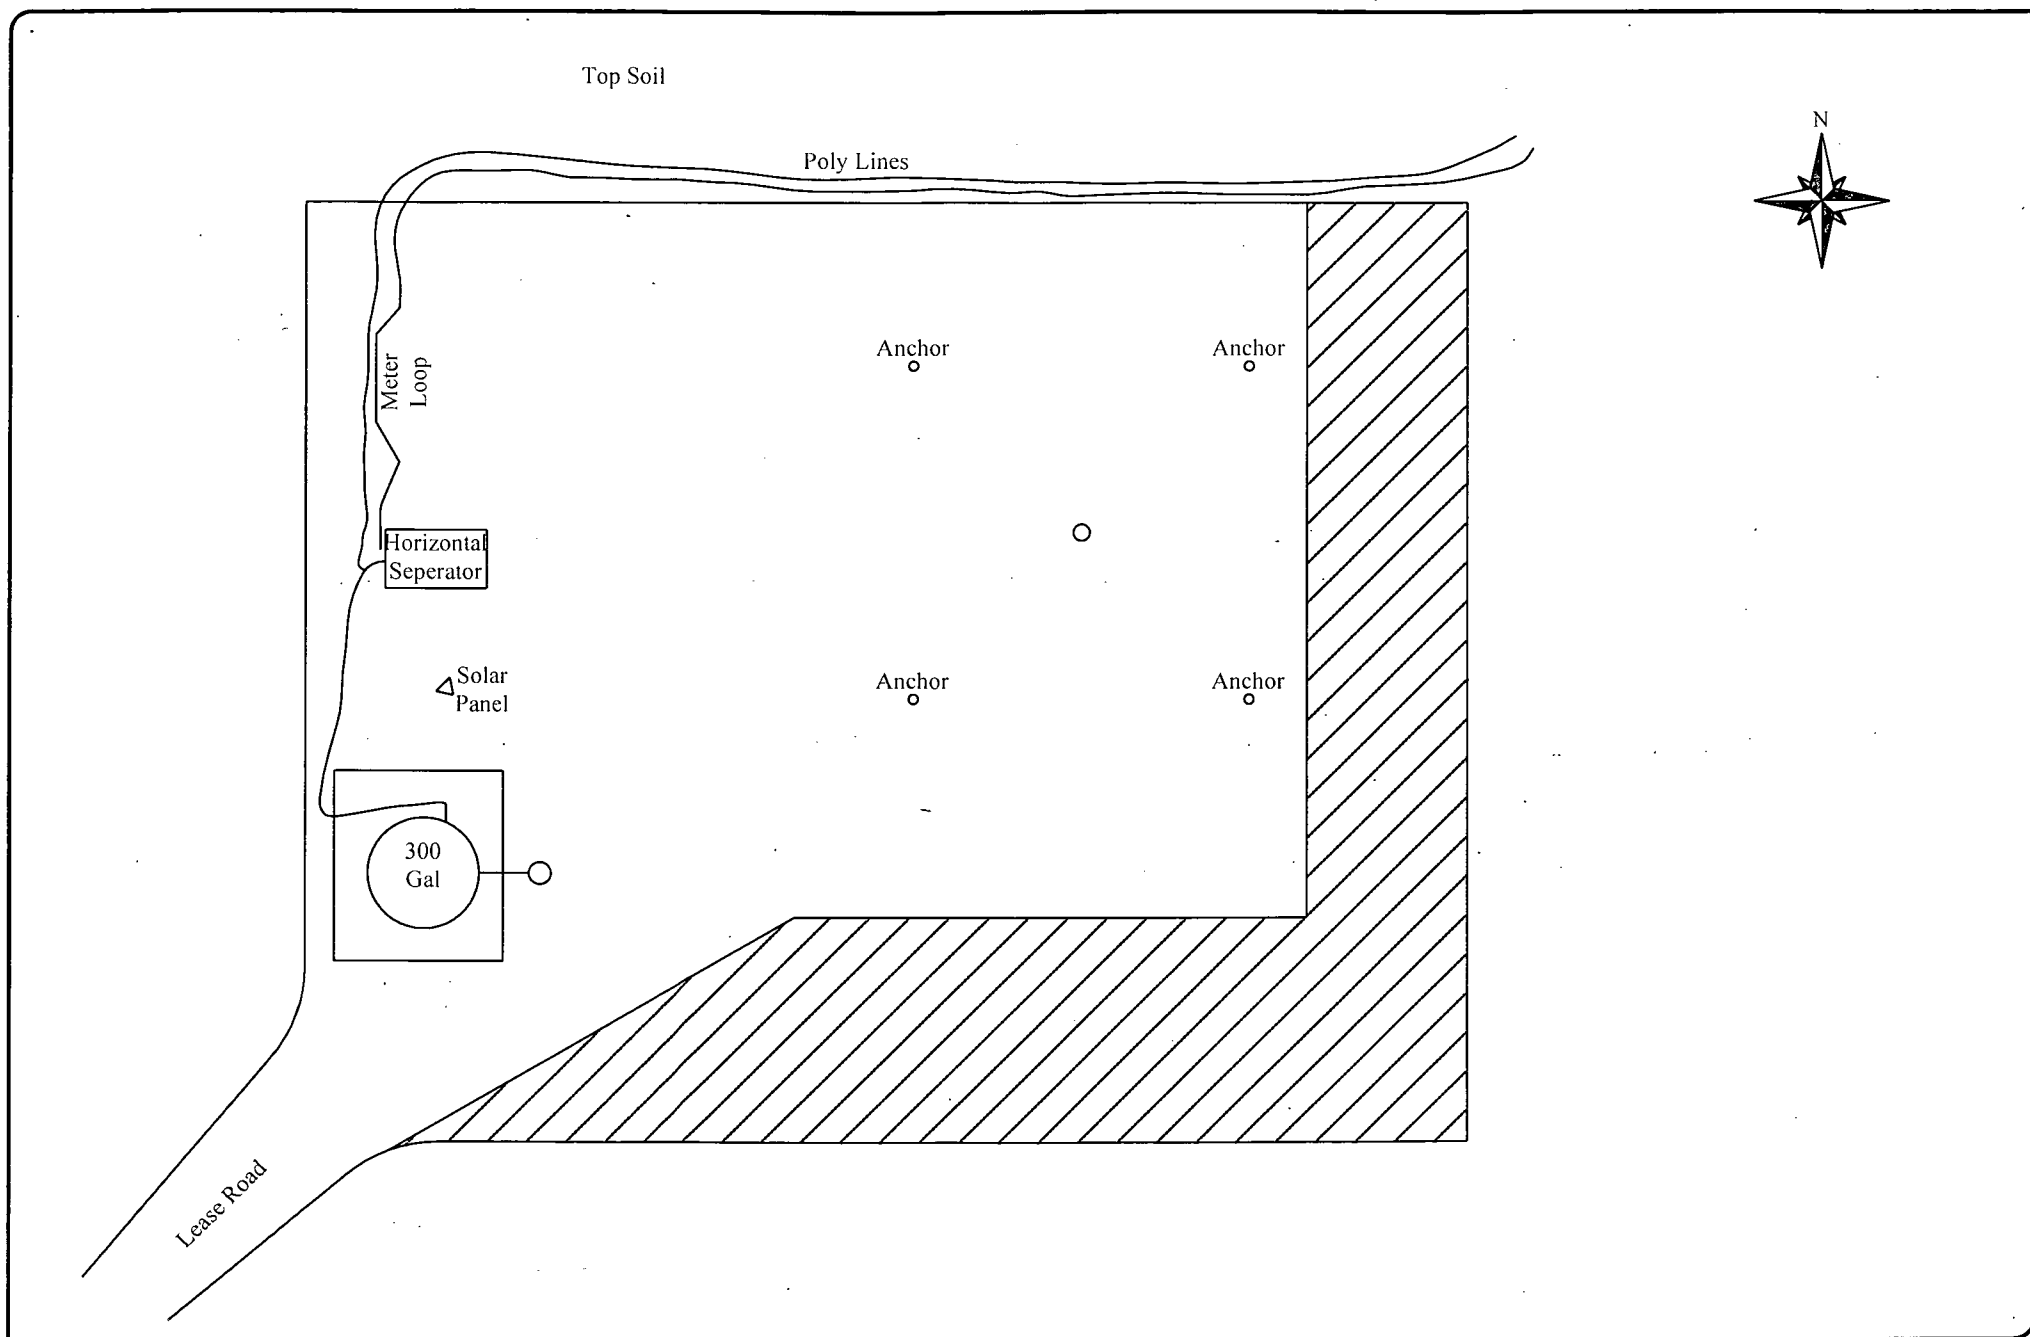 Top Soil
N
Poly Lines
Anchor
Anchor
Meter
Loop
Horizontal
Seperator
Solar
Panel
Anchor
Anchor
300
Gal
Lease Road